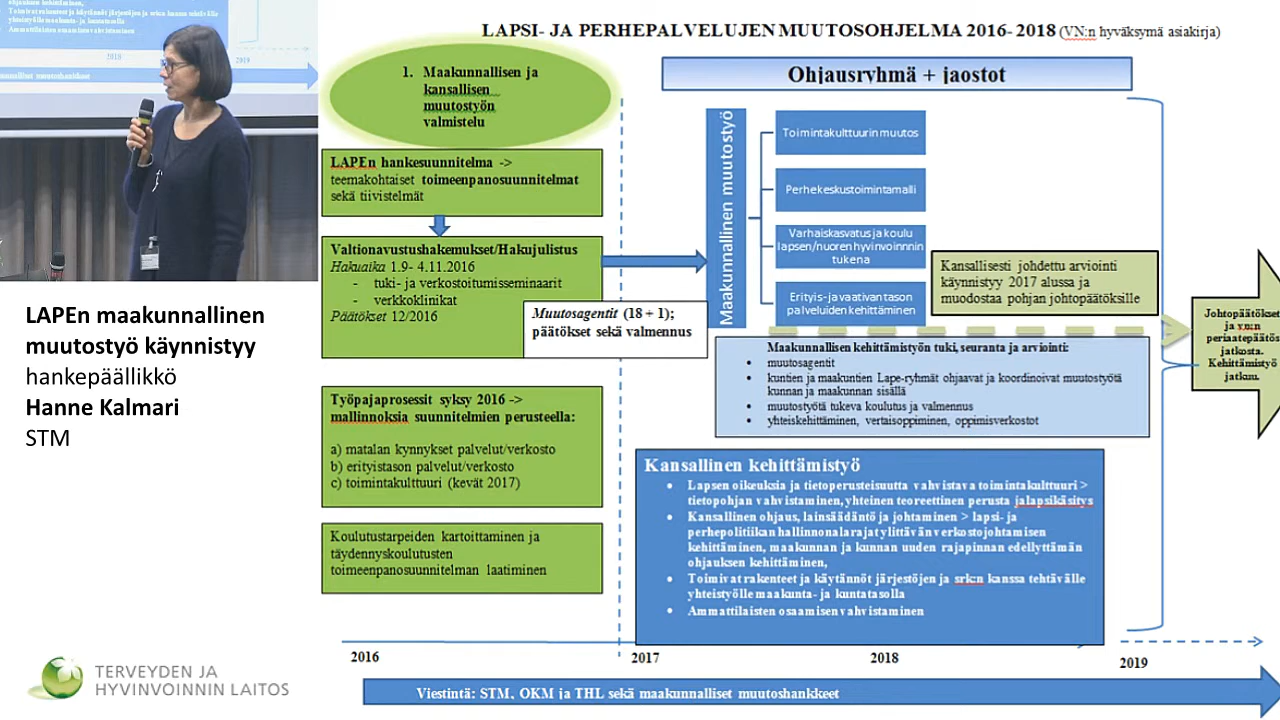 LAPSI- JA PERHEPALVELUJEN MUUTOSOHJELMA 2016- 2018 (VN:n hyväksymä asiakirja)
1. Maakunnallisen ja
kansallisen
muutostyön
valmistelu
LAPEn hankesuunnitelma ->
teemakohtaiset toimeenpanosuunnitelmat
sekä tiivistelmät
Valtionavustushakemukset/Hakujulistus
Hakuaika 1.9- 4.11.2016
- tuki- ja verkostoitumisseminaarit
- verkkoklinikat
Päätökset 12/2016
Muutosagentit (18 + 1);
päätökset sekä valmennus
Työpajaprosessit syksy 2016 ->
mallinnoksia suunnitelmien perusteella:
a) matalan kynnykset palvelut/verkosto
b) erityistason palvelut/verkosto
c) toimintakulttuuri (kevät 2017)
Koulutustarpeiden kartoittaminen ja
täydennyskoulutusten
toimeenpanosuunnitelman laatiminen
Ohjausryhmä + jaostot
Maakunnallinen muutostyö
Toimintakulttuurin muutos
Perhekeskustoimintamalli
Varhaiskasvatus ja koulu
lapsen/nuoren hyvinvoinnnin
tukena
Erityis- ja vaativan tason
palveluiden kehittäminen
Kansallisesti johdettu arviointi
käynnistyy 2017 alussa ja
muodostaa pohjan johtopäätöksille
Maakunnallisen kehittämistyön tuki, seuranta ja arviointi:
• muutosagentit
• kuntien ja maakuntien Lape-ryhmät ohjaavat ja koordinoivat muutostyötä
kunnan ja maakunnan sisällä
• muutostyötä tukeva koulutus ja valmennus
• yhteiskehittäminen, vertaisoppiminen, oppimisverkostot
Kansallinen kehittämistyö
• Lapsen oikeuksia ja tietoperusteisuutta vahvistava toimintakulttuuri >
tietopohjan vahvistaminen, yhteinen teoreettinen perusta ja lapsikäsitys
• Kansallinen ohjaus, lainsäädäntö ja johtaminen > lapsi- ja
perhepolitiikan hallinnonalarajat ylittävän verkostojohtamisen
kehittäminen, maakunnan ja kunnan uuden rajapinnan edellyttämän
ohjauksen kehittäminen,
• Toimivat rakenteet ja käytännöt järjestöjen ja srk:n kanssa tehtävälle
yhteistyölle maakunta- ja kuntatasolla
• Ammattilaisten osaamisen vahvistaminen
Johtopäätökset
ja vn:n
periaatepäätös
jatkosta.
Kehittämistyö
jatkuu.
2016
2017
2018
2019
Viestintä: STM, OKM ja THL sekä maakunnalliset muutoshankkeet
LAPEn maakunnallinen
muutostyö käynnistyy
hankepäällikkö
Hanne Kalmari
STM
TERVEYDEN JA
HYVINVOINNIN LAITOS